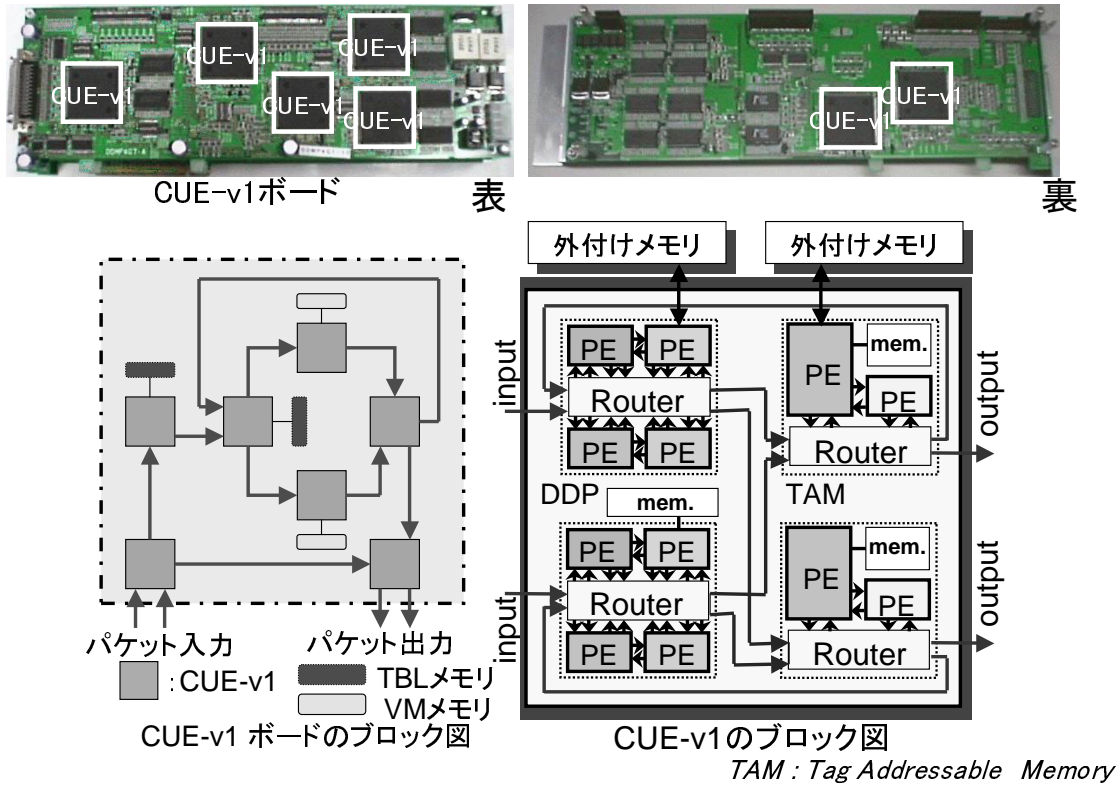 CUE-v1
CUE-v1
CUE-v1
CUE-v1
CUE-v1
CUE-v1
CUE-v1
CUE-v1ボード
表
裏
外付けメモリ
外付けメモリ
input
PE
PE
Router
PE
PE
DDP
mem.
PE
PE
input
Router
PE
PE
PE
mem.
PE
Router
output
TAM
PE
mem.
PE
Router
output
パケット入力
パケット出力
:CUE-v1
TBLメモリ
VMメモリ
CUE-v1 ボードのブロック図
CUE-v1のブロック図
TAM : Tag Addressable Memory